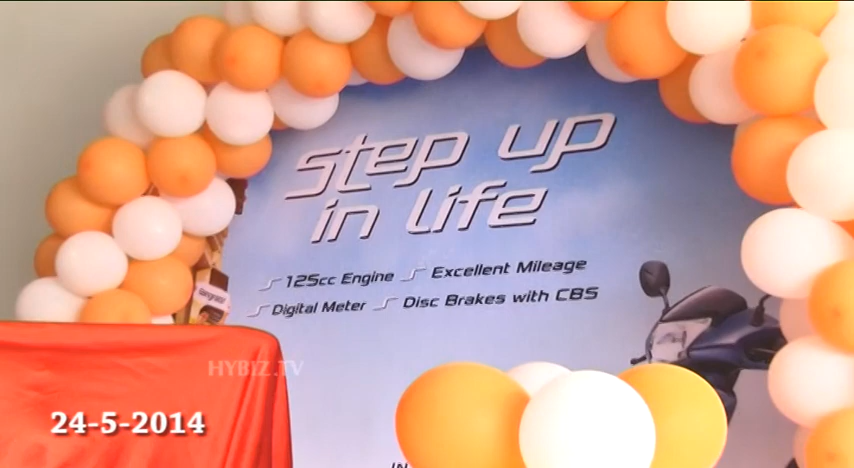 Step up
in life
125cc Engine
Excellent Mileage
Digital Meter
Disc Brakes with CBS
HYBIZ.TV
24-5-2014